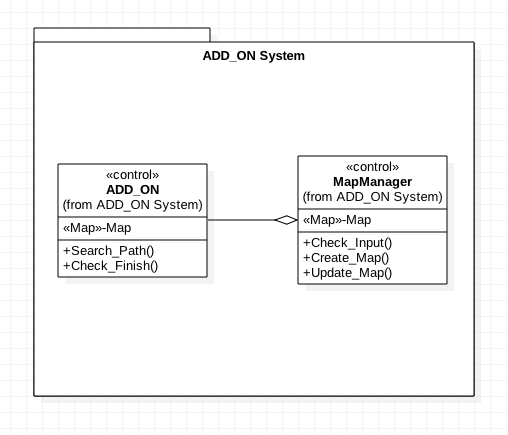 ADD_ON System
«control»
ADD_ON
(from ADD_ON System)
«Map»-Map
+Search_Path()
+Check_Finish()
«control»
MapManager
(from ADD_ON System)
«Map»-Map
+Check_Input()
+Create_Map()
+Update_Map()